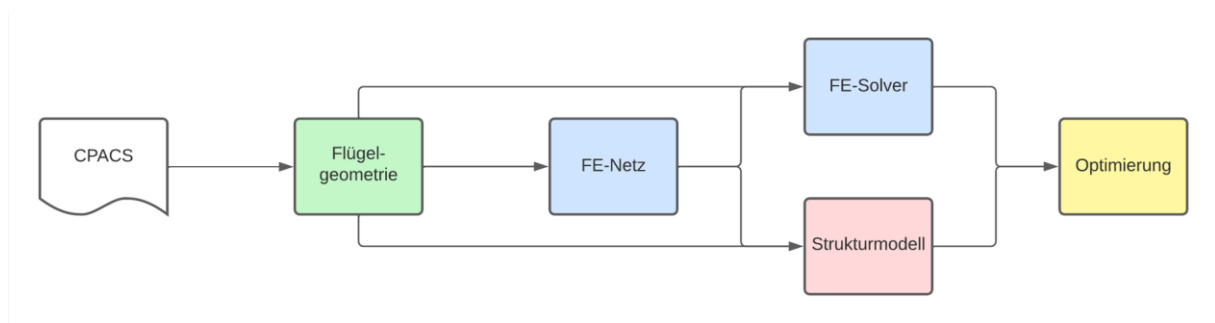 CPACS
Flügel-
geometrie
FE-Netz
FE-Solver
Strukturmodell
Optimierung